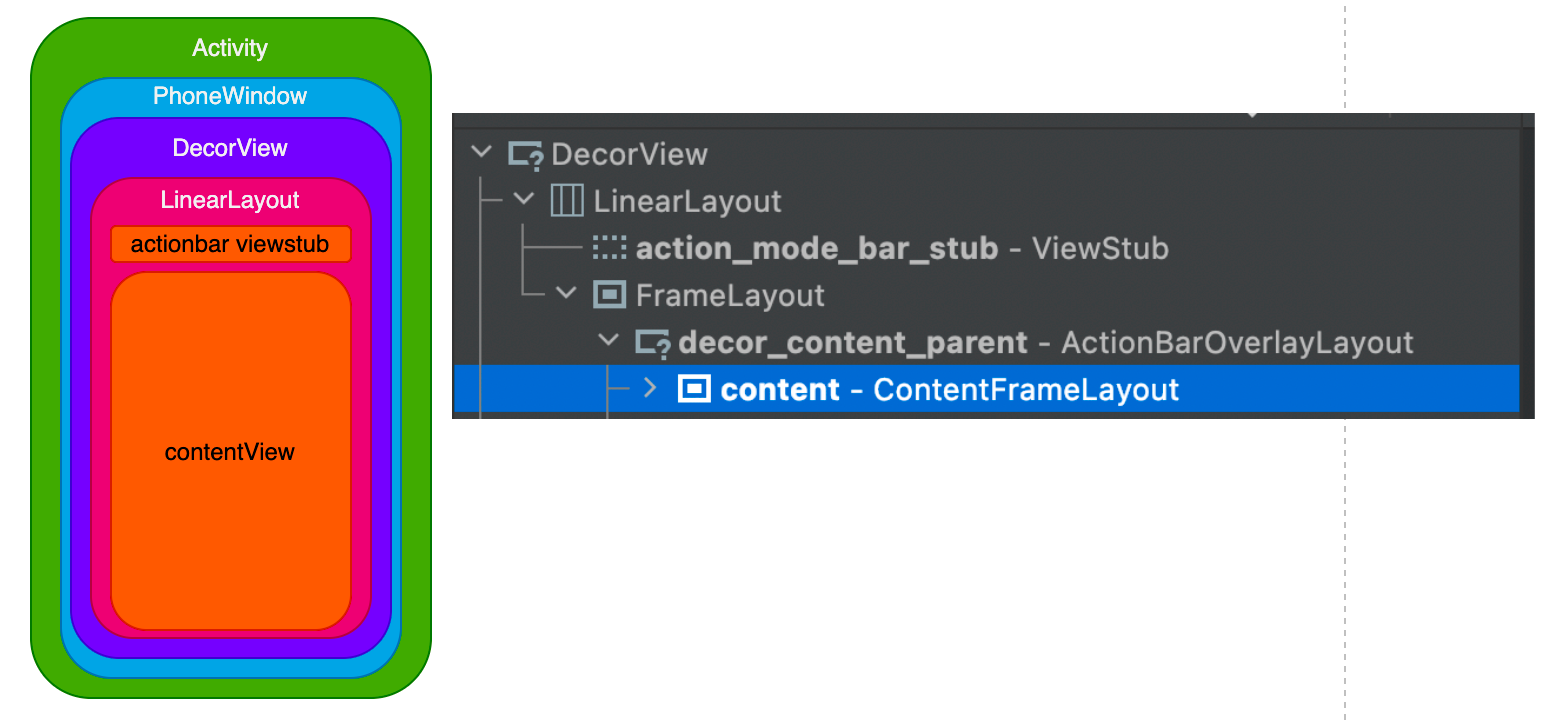 Activity
PhoneWindow
DecorView
LinearLayout
actionbar viewstub
contentView
DecorView
LinearLayout
action_mode_bar_stub - ViewStub
FrameLayout
decor_content_parent - ActionBarOverlayLayout
content - ContentFrameLayout